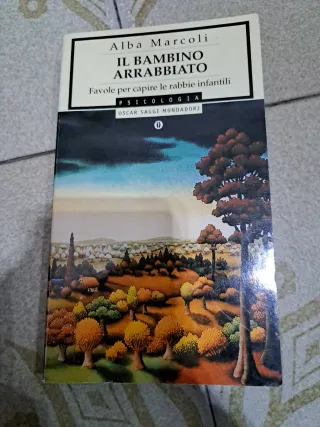 Alba Marcoli
IL BAMBINO
ARRABBIATO
Favole per capire le rabbie infantili
PSICOLOGIA
OSCAR SAGGI MONDADORI